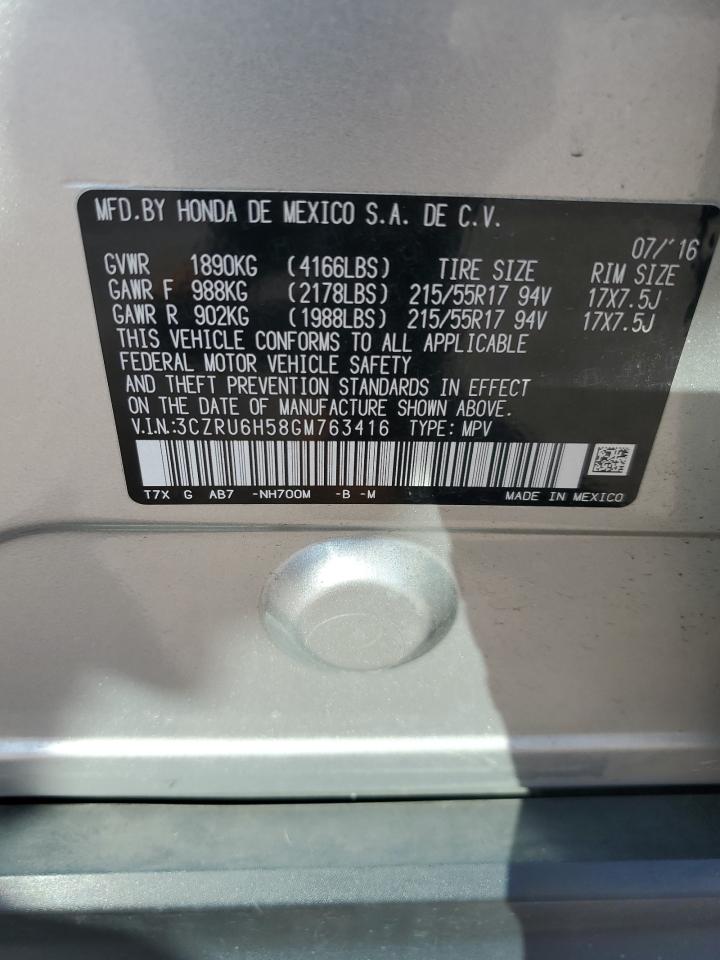 MFD.BY HONDA DE MEXICO S.A. DE C.V.
07/'16
GVWR 1890KG (4166LBS) TIRE SIZE RIM SIZE
GAWR F 988KG (2178LBS) 215/55R17 94V 17X7.5J
GAWR R 902KG (1988LBS) 215/55R17 94V 17X7.5J
THIS VEHICLE CONFORMS TO ALL APPLICABLE
FEDERAL MOTOR VEHICLE SAFETY
AND THEFT PREVENTION STANDARDS IN EFFECT
ON THE DATE OF MANUFACTURE SHOWN ABOVE.
V.I.N:3CZRU6H58GM763416 TYPE: MPV
T7X G AB7 -NH700M -B -M MADE IN MEXICO